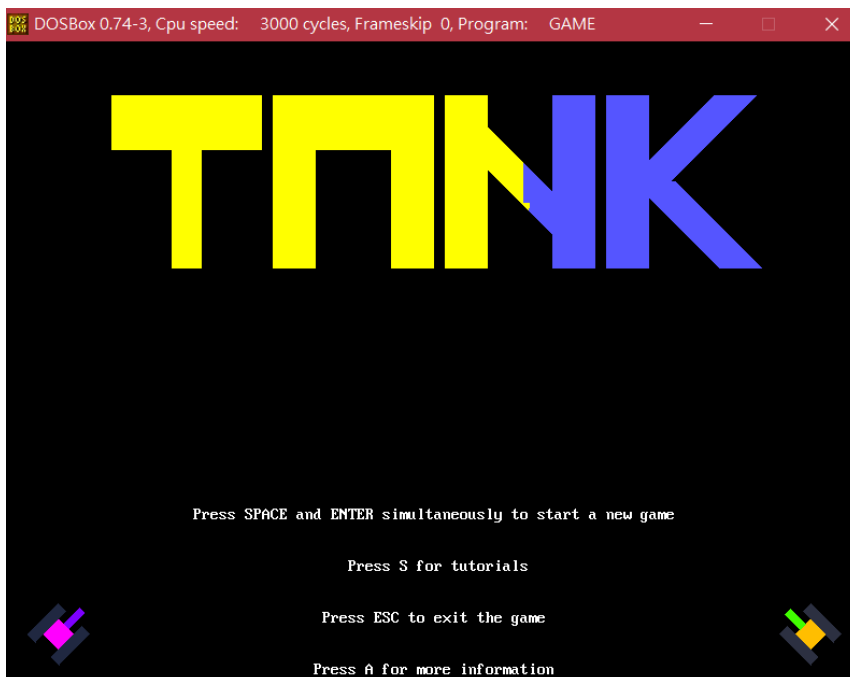 DOSBox 0.74-3, Cpu speed: 3000 cycles, Frameskip 0, Program: GAME
TANK
Press SPACE and ENTER simultaneously to start a new game
Press S for tutorials
Press ESC to exit the game
Press A for more information